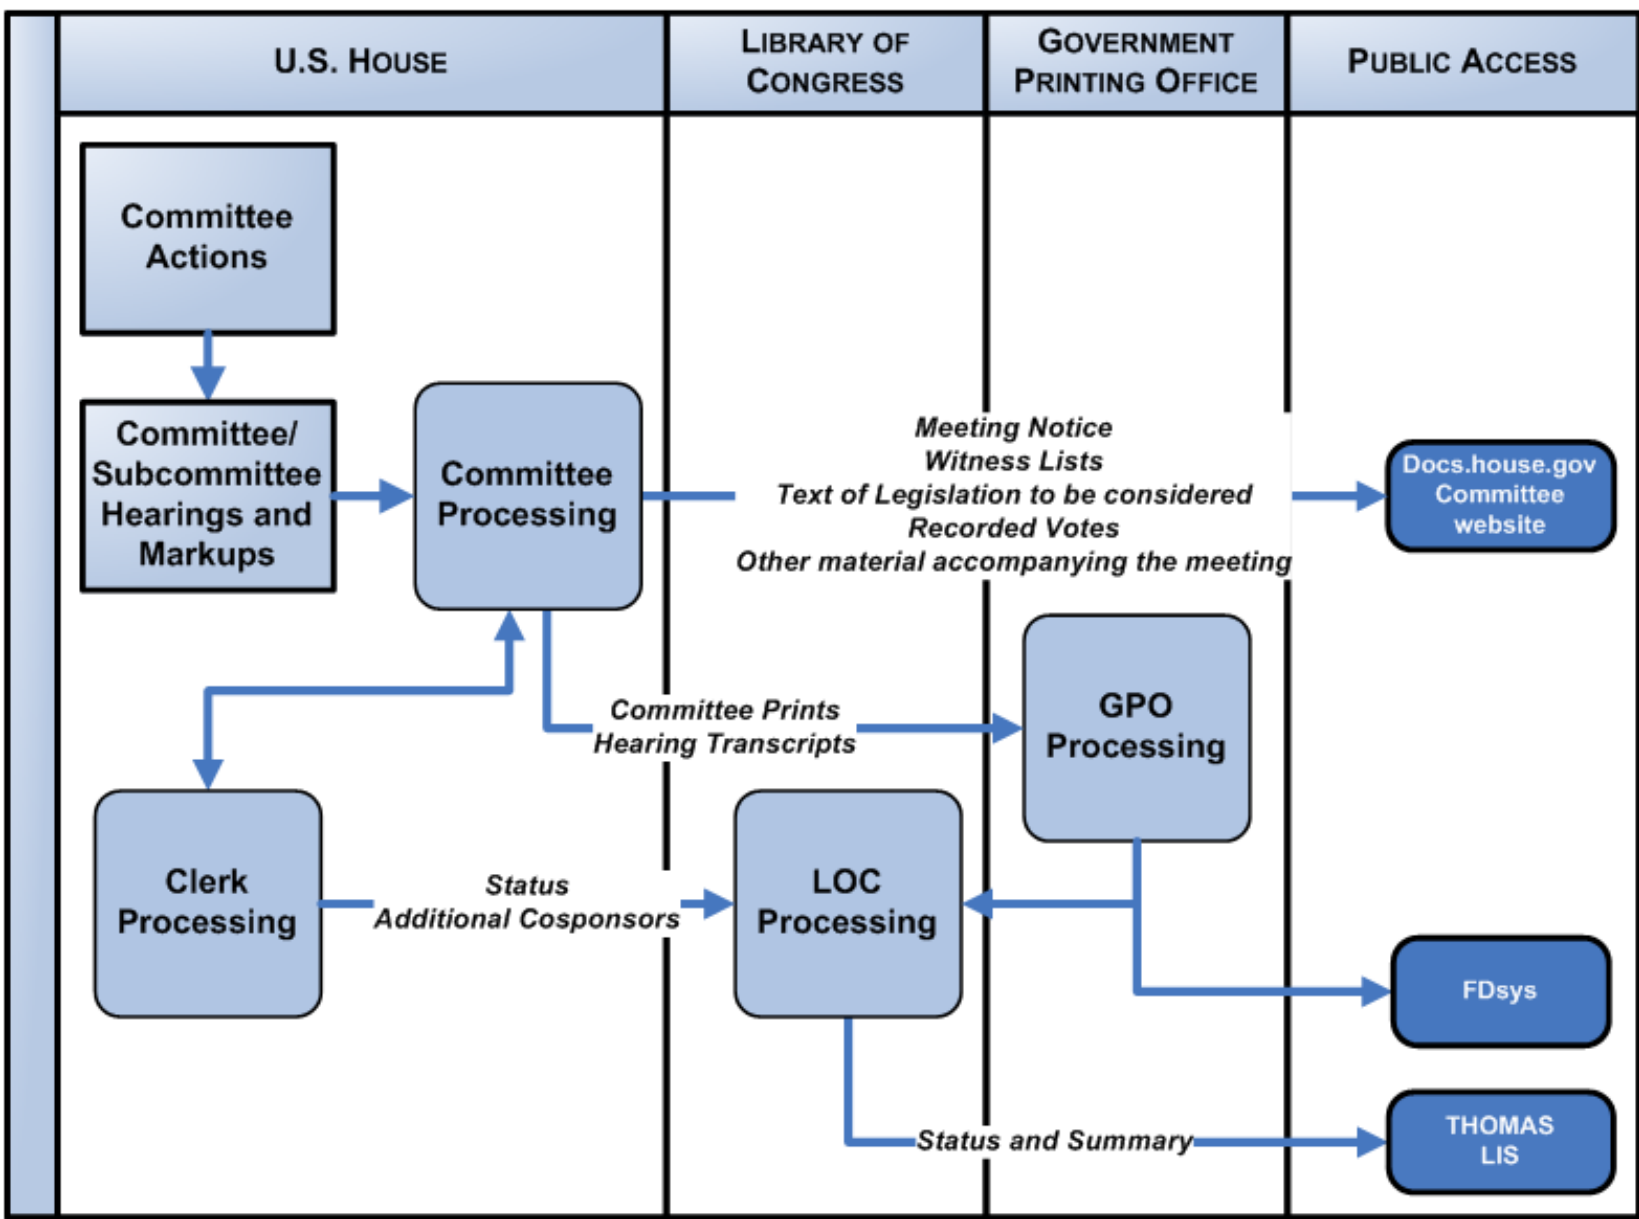 U.S. HOUSE
LIBRARY OF
CONGRESS
GOVERNMENT
PRINTING OFFICE
PUBLIC ACCESS
Committee
Actions
Committee/
Subcommittee
Hearings and
Markups
Committee
Processing
Meeting Notice
Witness Lists
Text of Legislation to be considered
Recorded Votes
Other material accompanying the meeting
Docs.house.gov
Committee
website
Committee Prints
Hearing Transcripts
GPO
Processing
Clerk
Processing
Status
Additional Cosponsors
LOC
Processing
FDsys
Status and Summary
THOMAS
LIS